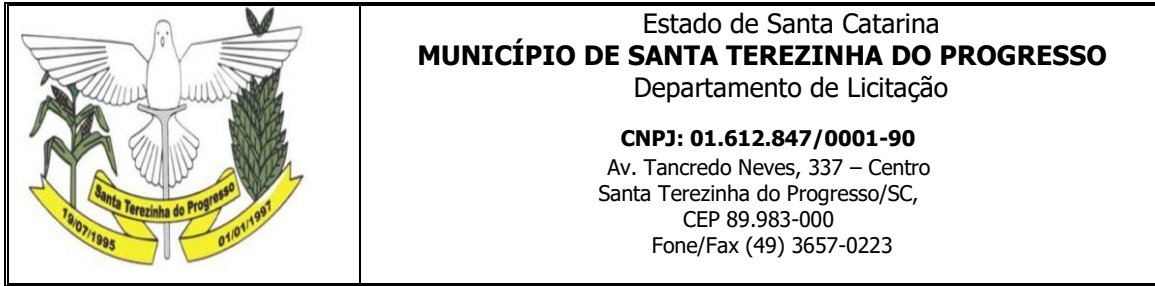 Santa Terezinha do Progresso
19/07/1995
01/01/1997
Estado de Santa Catarina
MUNICÍPIO DE SANTA TEREZINHA DO PROGRESSO
Departamento de Licitação
CNPJ: 01.612.847/0001-90
Av. Tancredo Neves, 337 – Centro
Santa Terezinha do Progresso/SC,
CEP 89.983-000
Fone/Fax (49) 3657-0223